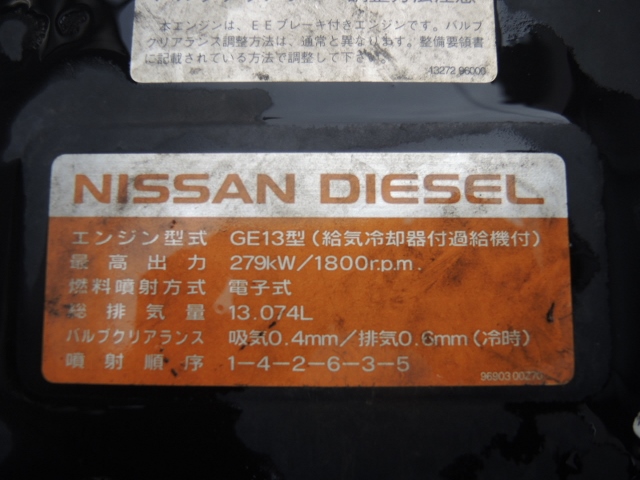 本エンジンは、EEブレーキ付きエンジンです。バルブ
クリアランス調整方法は、通常と異なります。整備要領書
に記載されている方法で調整して下さい。
43272 96000
NISSAN DIESEL
エンジン型式 GE13型(給気冷却器付過給機付)
最高出力 279kW/1800r.p.m.
燃料噴射方式 電子式
総排気量 13.074L
バルブクリアランス 吸気0.4mm/排気0.6mm(冷時)
噴射順序 1-4-2-6-3-5